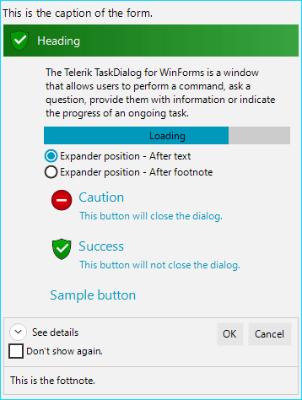 This is the caption of the form.
Heading
The Telerik TaskDialog for WinForms is a window
that allows users to perform a command, ask a
question, provide them with information or indicate
the progress of an ongoing task.
Loading
Expander position - After text
Expander position - After footnote
Caution
This button will close the dialog.
Success
This button will not close the dialog.
Sample button
See details
OK
Cancel
Don't show again.
This is the fottnote.